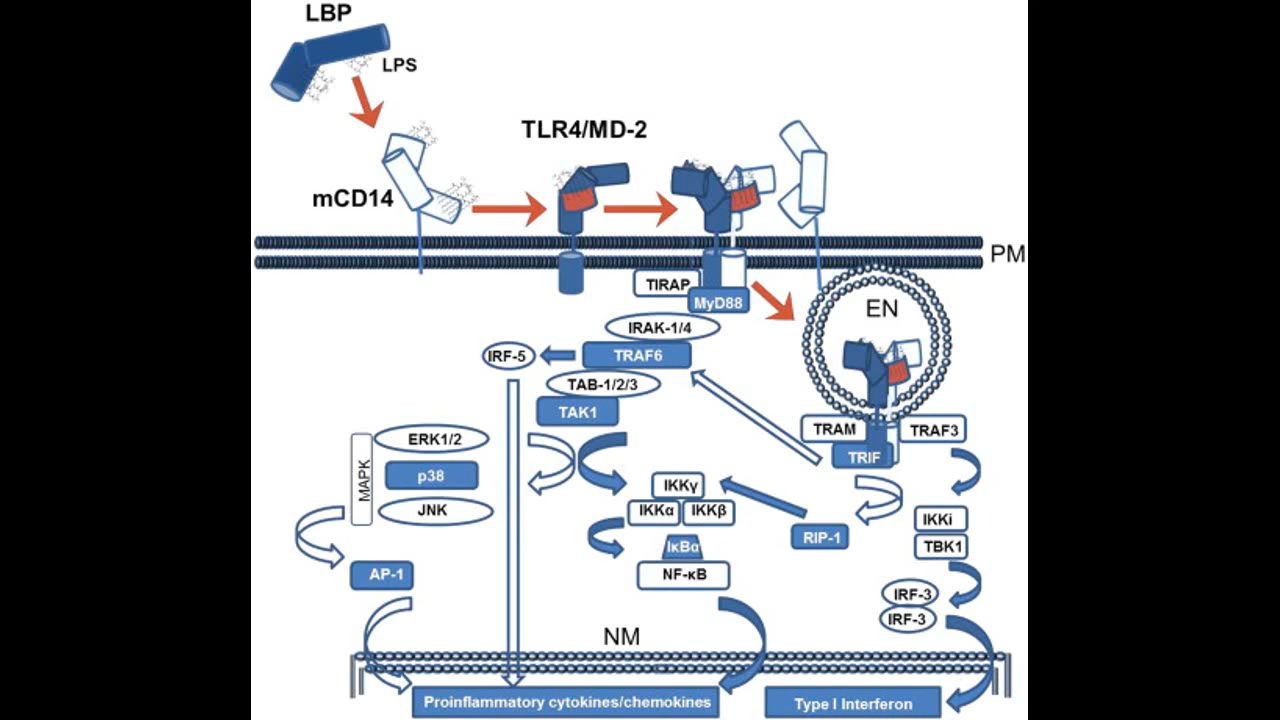 LBP
LPS
TLR4/MD-2
mCD14
PM
TIRAP
MyD88
EN
IRAK-1/4
IRF-5
TRAF6
TAB-1/2/3
TAK1
TRAM
TRAF3
TRIF
MAPK
ERK1/2
p38
JNK
IKKγ
IKKα
IKKβ
IκBα
NF-κB
RIP-1
IKKi
TBK1
AP-1
IRF-3
IRF-3
NM
Proinflammatory cytokines/chemokines
Type I Interferon